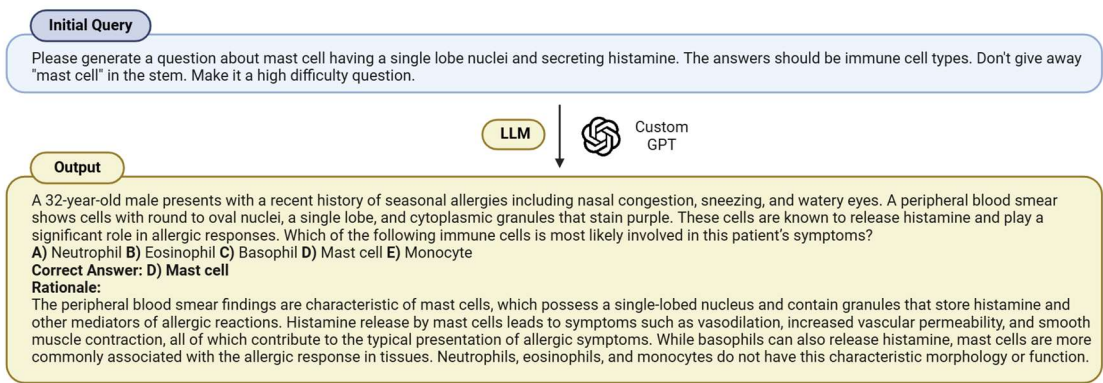 Initial Query
Please generate a question about mast cell having a single lobe nuclei and secreting histamine. The answers should be immune cell types. Don't give away
"mast cell" in the stem. Make it a high difficulty question.
LLM
Custom
GPT
Output
A 32-year-old male presents with a recent history of seasonal allergies including nasal congestion, sneezing, and watery eyes. A peripheral blood smear
shows cells with round to oval nuclei, a single lobe, and cytoplasmic granules that stain purple. These cells are known to release histamine and play a
significant role in allergic responses. Which of the following immune cells is most likely involved in this patient's symptoms?
A) Neutrophil B) Eosinophil C) Basophil D) Mast cell E) Monocyte
Correct Answer: D) Mast cell
Rationale:
The peripheral blood smear findings are characteristic of mast cells, which possess a single-lobed nucleus and contain granules that store histamine and
other mediators of allergic reactions. Histamine release by mast cells leads to symptoms such as vasodilation, increased vascular permeability, and smooth
muscle contraction, all of which contribute to the typical presentation of allergic symptoms. While basophils can also release histamine, mast cells are more
commonly associated with the allergic response in tissues. Neutrophils, eosinophils, and monocytes do not have this characteristic morphology or function.